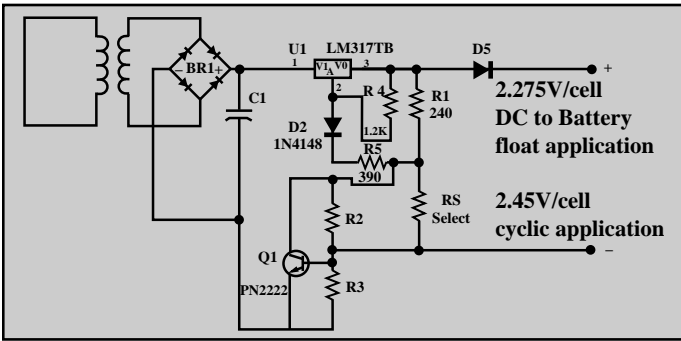 U1 LM317TB D5
1 V1 A V0 3
2
− BR1 +
C1
+
R 4
1.2K
R1
240
2.275V/cell
DC to Battery
float application
D2
1N4148
R5
390
RS
Select
2.45V/cell
cyclic application
R2
Q1
−
PN2222
R3